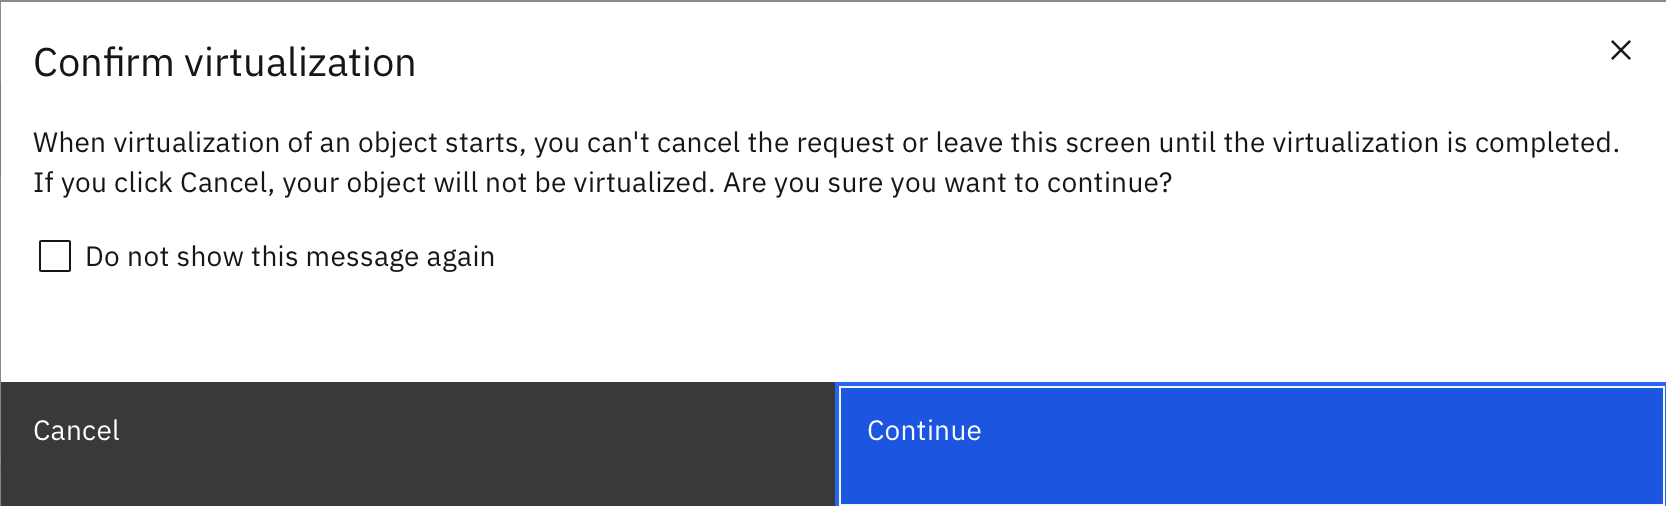 Confirm virtualization
When virtualization of an object starts, you can't cancel the request or leave this screen until the virtualization is completed.
If you click Cancel, your object will not be virtualized. Are you sure you want to continue?
Do not show this message again
Cancel
Continue